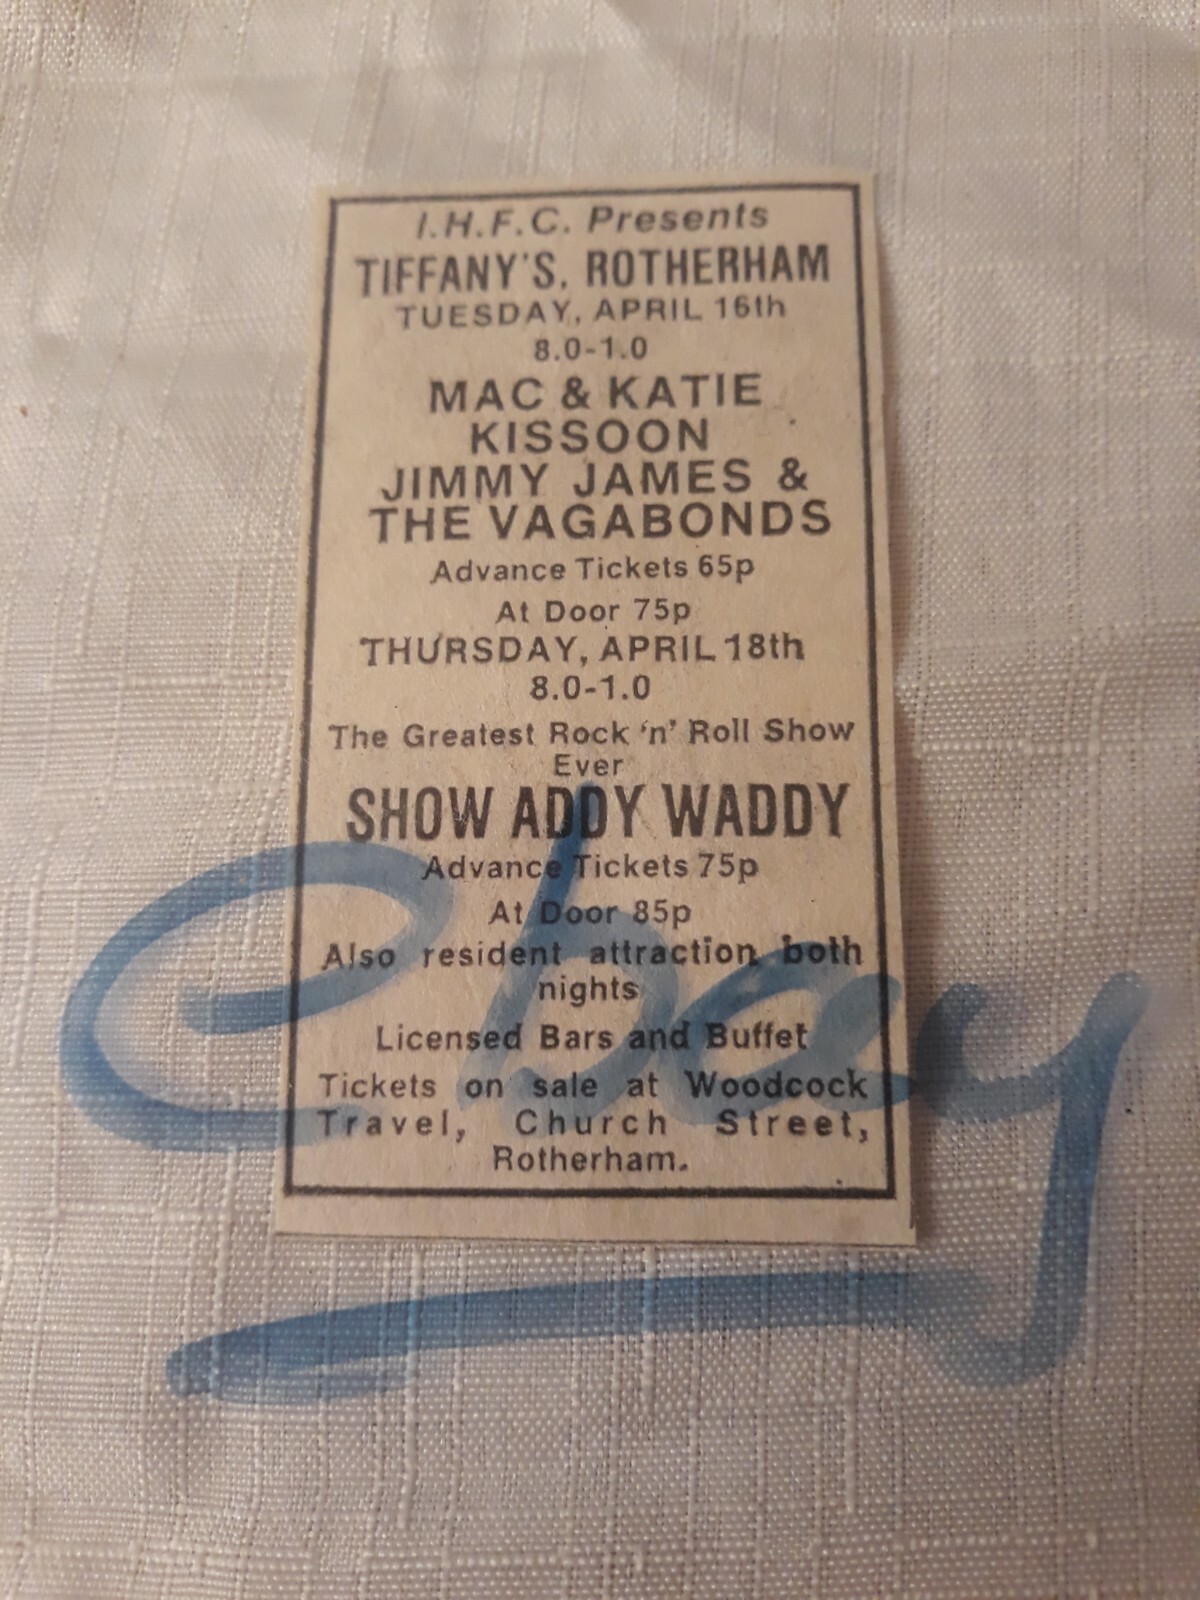 I.H.F.C. Presents
TIFFANY'S, ROTHERHAM
TUESDAY, APRIL 16th
8.0-1.0
MAC & KATIE
KISSOON
JIMMY JAMES &
THE VAGABONDS
Advance Tickets 65p
At Door 75p
THURSDAY, APRIL 18th
8.0-1.0
The Greatest Rock 'n' Roll Show
Ever
SHOW ADDY WADDY
Advance Tickets 75p
At Door 85p
Also resident attraction both
nights
Licensed Bars and Buffet
Tickets on sale at Woodcock
Travel, Church Street,
Rotherham.
ebay